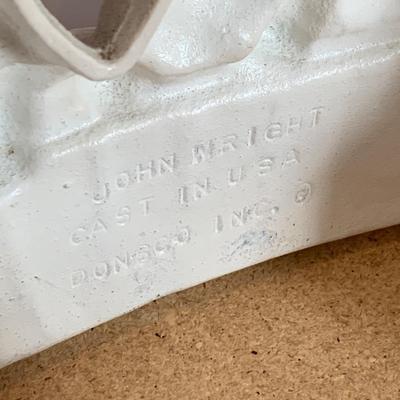 JOHN WRIGHT
CAST IN USA
DONSCO INC. ©